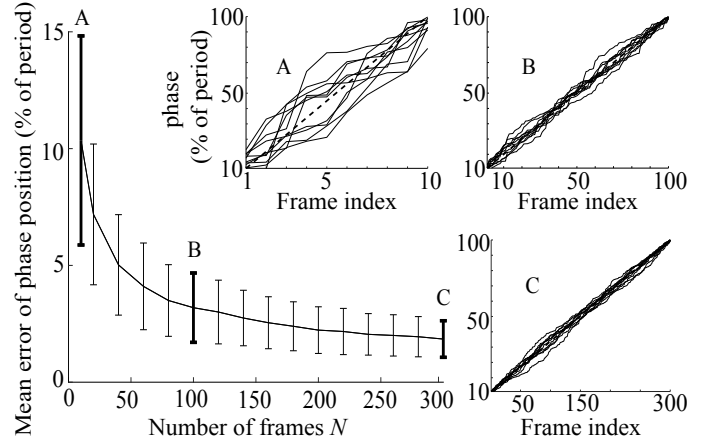 Mean error of phase position (% of period)
15
10
5
0
A
B
C
0
50
100
150
200
250
300
Number of frames N
phase
(% of period)
100
50
10
A
1
5
10
Frame index
100
50
10
B
10
50
100
Frame index
100
50
10
C
50
150
300
Frame index